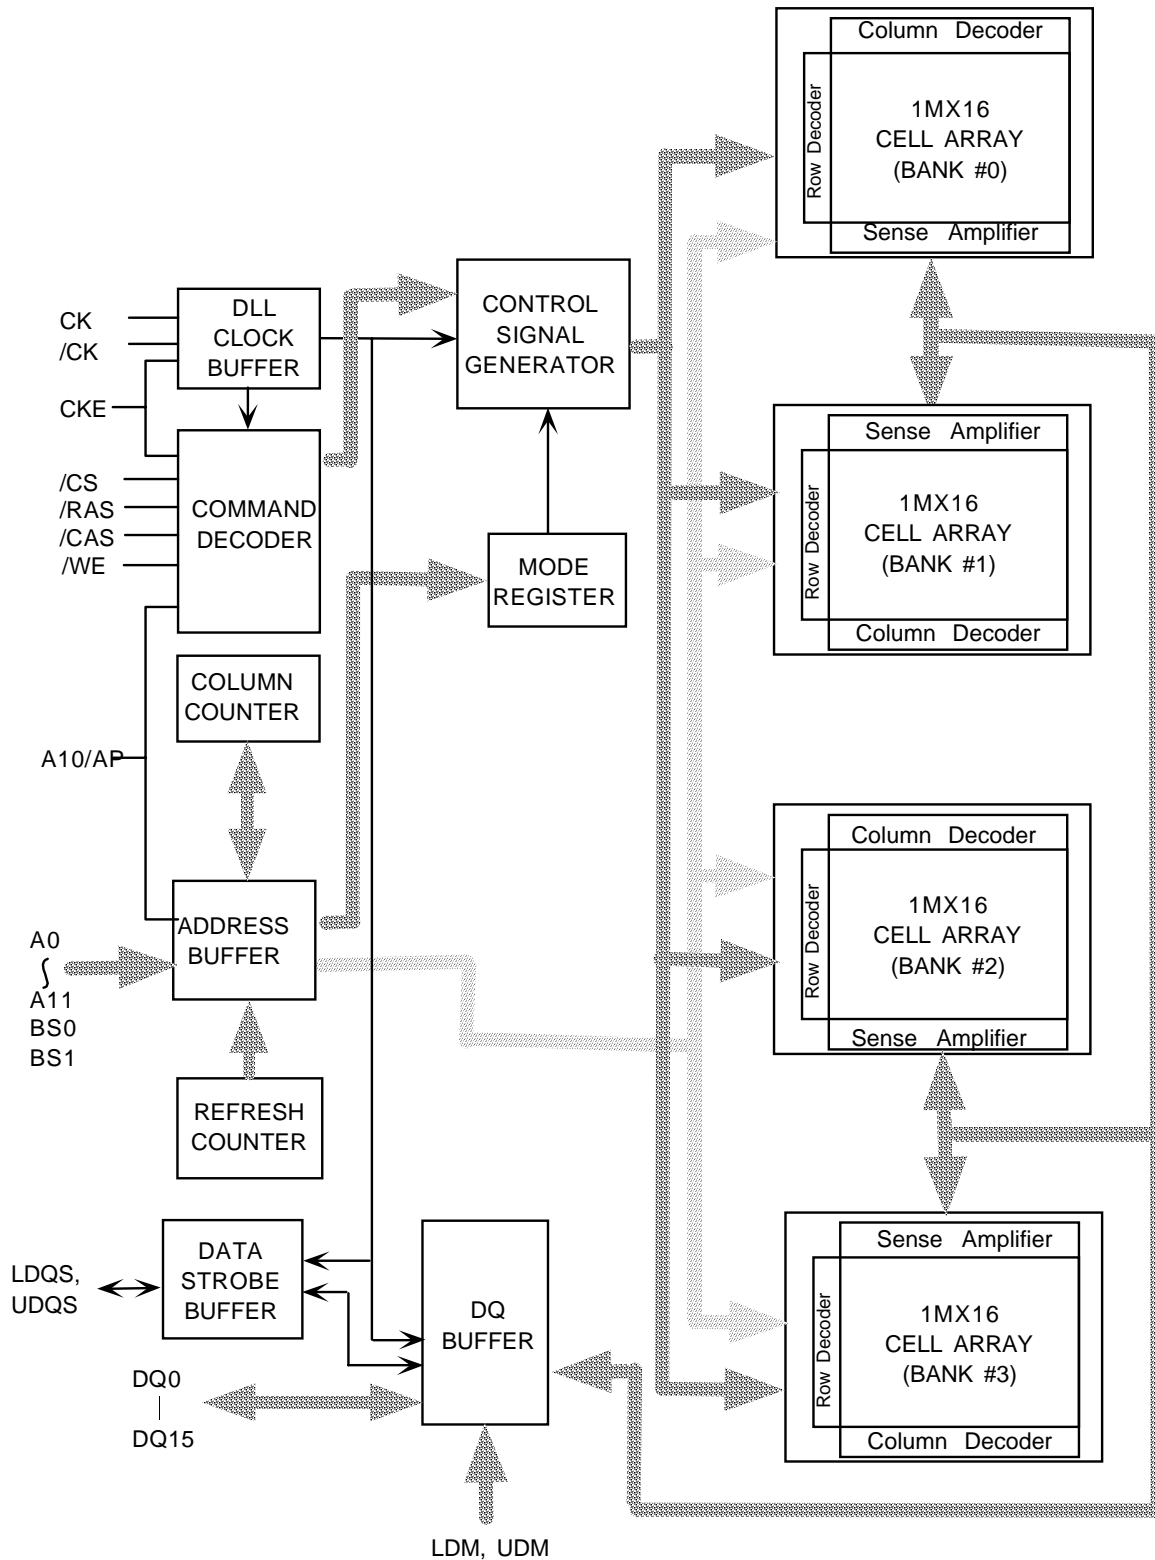 Column Decoder
Row Decoder
1MX16
CELL ARRAY
(BANK #0)
Sense Amplifier
DLL
CLOCK
BUFFER
CK
/CK
CKE
CONTROL
SIGNAL
GENERATOR
/CS
/RAS
/CAS
/WE
COMMAND
DECODER
MODE
REGISTER
Sense Amplifier
Row Decoder
1MX16
CELL ARRAY
(BANK #1)
Column Decoder
COLUMN
COUNTER
A10/AP
Column Decoder
Row Decoder
1MX16
CELL ARRAY
(BANK #2)
Sense Amplifier
ADDRESS
BUFFER
A0
A11
BS0
BS1
REFRESH
COUNTER
DATA
STROBE
BUFFER
LDQS,
UDQS
DQ
BUFFER
DQ0
DQ15
LDM, UDM
Sense Amplifier
Row Decoder
1MX16
CELL ARRAY
(BANK #3)
Column Decoder